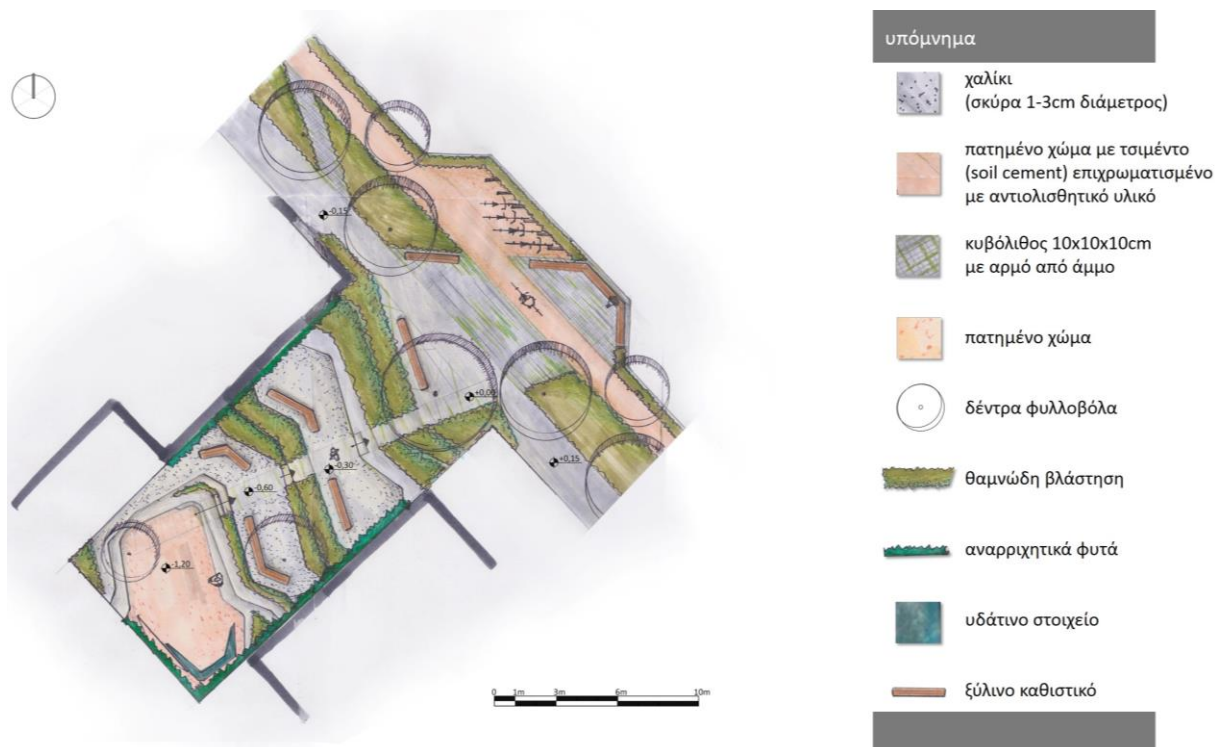 υπόμνημα
χαλίκι
(σκύρα 1-3cm διάμετρος)
πατημένο χώμα με τσιμέντο
(soil cement) επιχρωματισμένο
με αντιολισθητικό υλικό
κυβόλιθος 10x10x10cm
με αρμό από άμμο
πατημένο χώμα
δέντρα φυλλοβόλα
θαμνώδη βλάστηση
αναρριχητικά φυτά
υδάτινο στοιχείο
ξύλινο καθιστικό
-0,15
+0,00
+0,15
-0,30
-0,60
-1,20
0 1m 3m 6m 10m